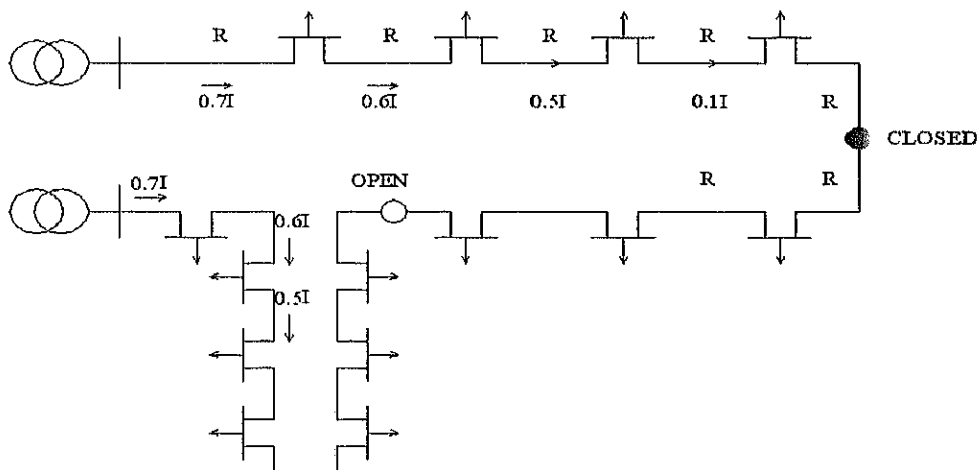 R R R R
0.7I 0.6I 0.5I 0.1I R
CLOSED
0.7I OPEN R R
0.6I
0.5I